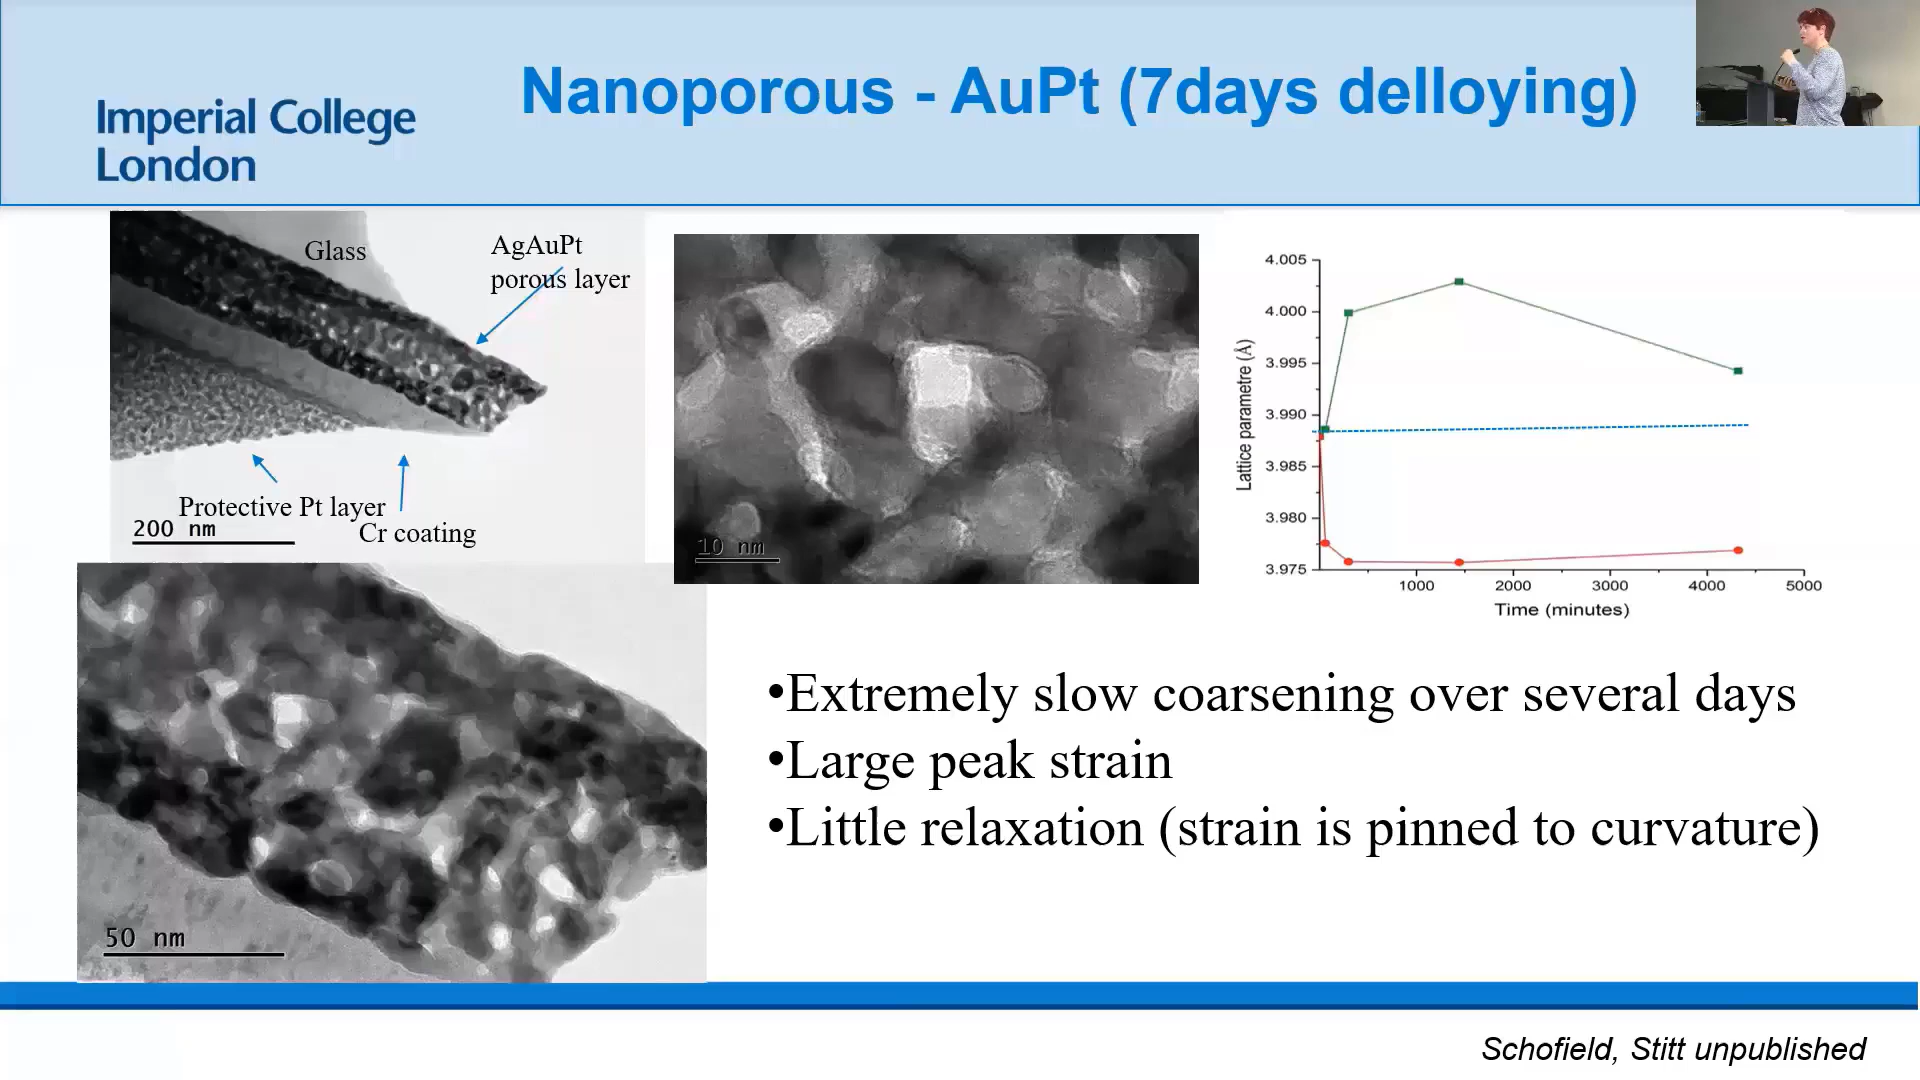 Imperial College
London
Nanoporous - AuPt (7days delloying)
Glass
AgAuPt
porous layer
Protective Pt layer
Cr coating
200 nm
10 nm
50 nm
4.005
4.000
3.995
3.990
3.985
3.980
3.975
Lattice parametre (Å)
1000 2000 3000 4000 5000
Time (minutes)
•Extremely slow coarsening over several days
•Large peak strain
•Little relaxation (strain is pinned to curvature)
Schofield, Stitt unpublished